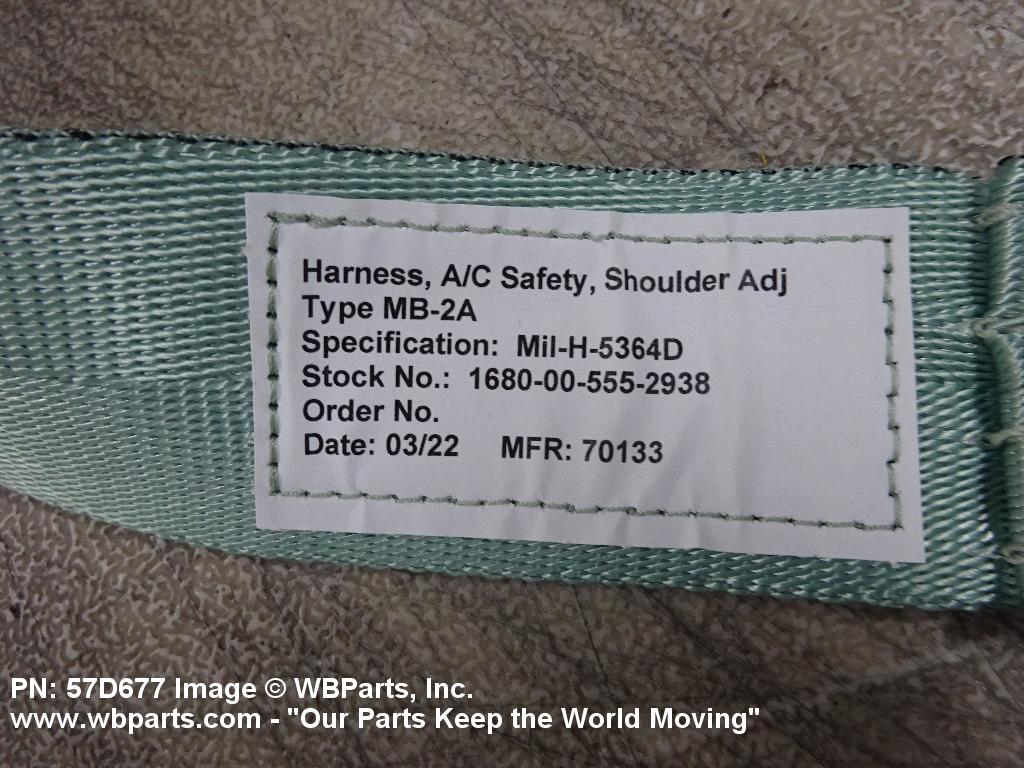 Harness, A/C Safety, Shoulder Adj
Type MB-2A
Specification: Mil-H-5364D
Stock No.: 1680-00-555-2938
Order No.
Date: 03/22 MFR: 70133
PN: 57D677 Image © WBParts, Inc.
www.wbparts.com - "Our Parts Keep the World Moving"